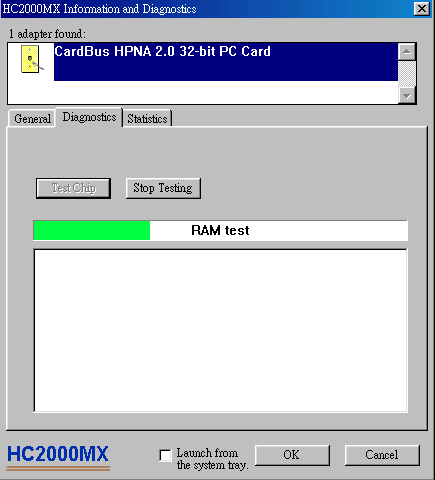 HC2000MX Information and Diagnostics
1 adapter found:
CardBus HPNA 2.0 32-bit PC Card
General Diagnostics Statistics
Test Chip Stop Testing
RAM test
HC2000MX
Launch from
the system tray.
OK Cancel